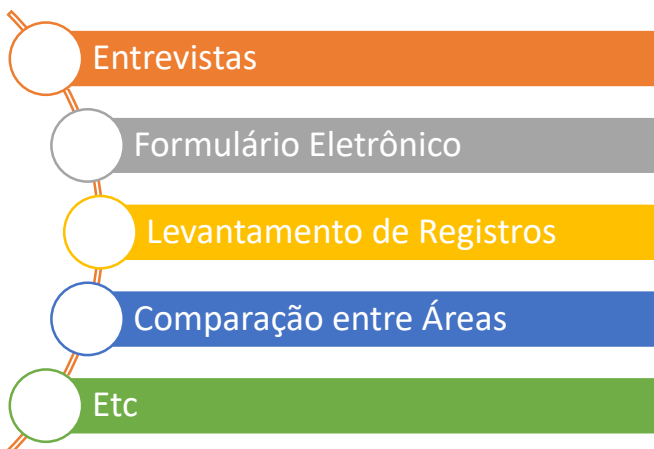 Entrevistas
Formulário Eletrônico
Levantamento de Registros
Comparação entre Áreas
Etc